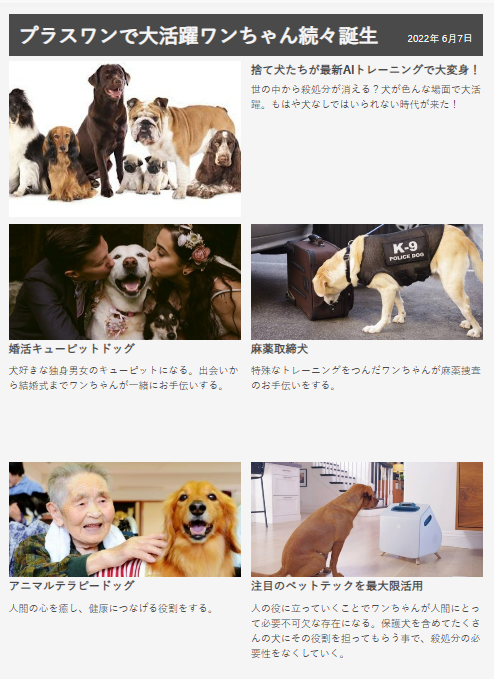 プラスワンで大活躍ワンちゃん続々誕生
2022年 6月7日
捨て犬たちが最新AIトレーニングで大変身！
世の中から殺処分が消える？犬が色んな場面で大活
躍。もはや犬なしではいられない時代が来た！
K-9
POLICE DOG
婚活キューピットドッグ
犬好きな独身男女のキューピットになる。出会いか
ら結婚式までワンちゃんが一緒にお手伝いする。
麻薬取締犬
特殊なトレーニングをつんだワンちゃんが麻薬捜査
のお手伝いをする。
アニマルテラピードッグ
人間の心を癒し、健康につなげる役割をする。
注目のペットテックを最大限活用
人の役に立っていくことでワンちゃんが人間にとっ
て必要不可欠な存在になる。保護犬を含めてたくさ
んの犬にその役割を担ってもらう事で、殺処分の必
要性をなくしていく。